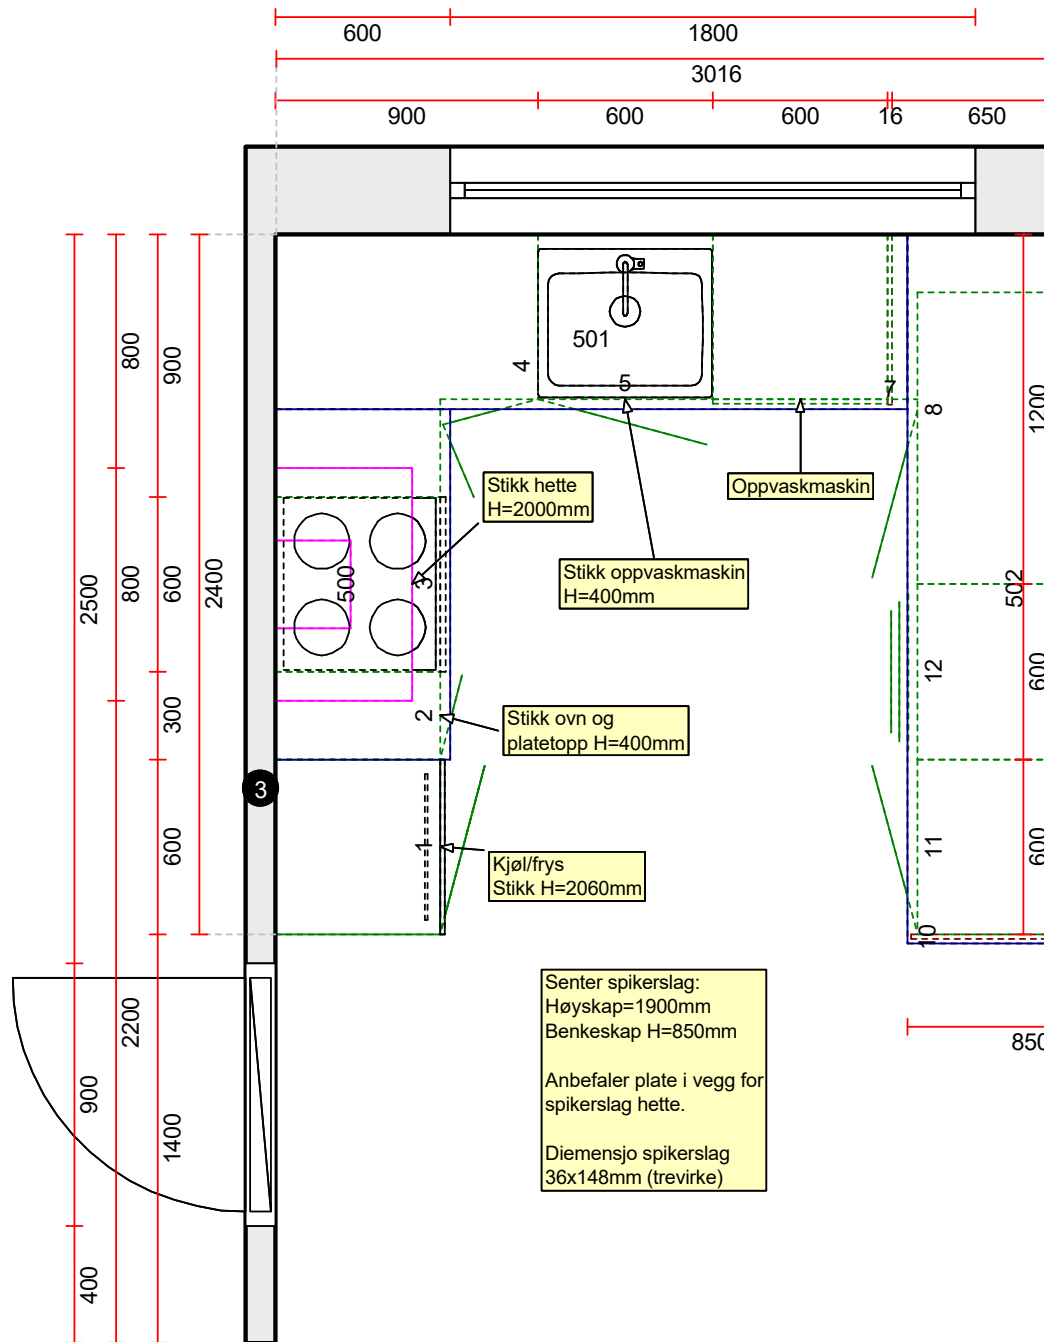 600
1800
3016
900
600
600
16
650
800
900
2500
800
600
2400
300
600
2200
900
1400
400
501
4
5
7
8
1200
Stikk hette
H=2000mm
Oppvaskmaskin
500
3
Stikk oppvaskmaskin
H=400mm
502
12
600
2
Stikk ovn og
platetopp H=400mm
3
1
Kjøl/frys
Stikk H=2060mm
11
600
10
850
Senter spikerslag:
Høyskap=1900mm
Benkeskap H=850mm
Anbefaler plate i vegg for
spikerslag hette.
Diemensjo spikerslag
36x148mm (trevirke)